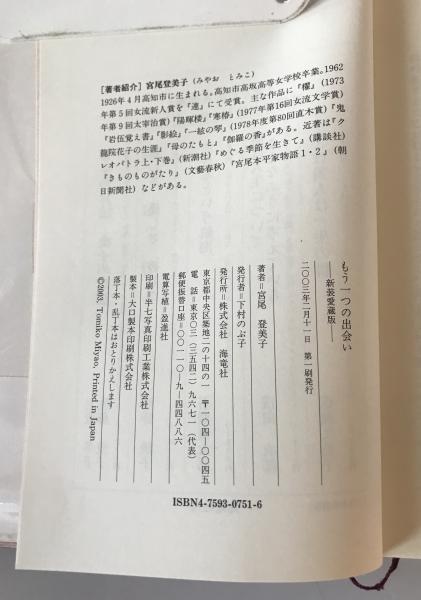 [著者紹介] 宮尾登美子(みやお とみこ)
1926年4月高知市に生まれる。高知市高坂高等女学校卒業。1962
年第5回女流新人賞を『連』にて受賞。主な作品に『櫂』(1973
年第9回太宰治賞)『陽暉楼』『寒椿』(1977年第16回女流文学賞)
『岩伍覚え書』『影絵』『一絃の琴』(1978年度第80回直木賞)『鬼
龍院花子の生涯』『母のたもと』『伽羅の香』がある。近著は『ク
レオパトラ上・下巻』(新潮社)『めぐる季節を生きて』(講談社)
『きものものがたり』(文藝春秋)『宮尾本平家物語1・2』(朝
日新聞社)などがある。
もう一つの出会い
――新装愛蔵版――
二〇〇三年二月十一日 第一刷発行
著者=宮尾 登美子
発行者=下村のぶ子
発行所=株式会社 海竜社
東京都中央区築地二の十四の一 〒一〇四―〇〇四五
電 話=東京〇三(三五四二)九六七一(代表)
郵便振替口座=〇〇一一〇―九―四四八八六
電算写植=盈進社
印刷=半七写真印刷工業株式会社
製本=大口製本印刷株式会社
落丁本・乱丁本はおとりかえします
©2003, Tomiko Miyao, Printed in Japan
ISBN4-7593-0751-6